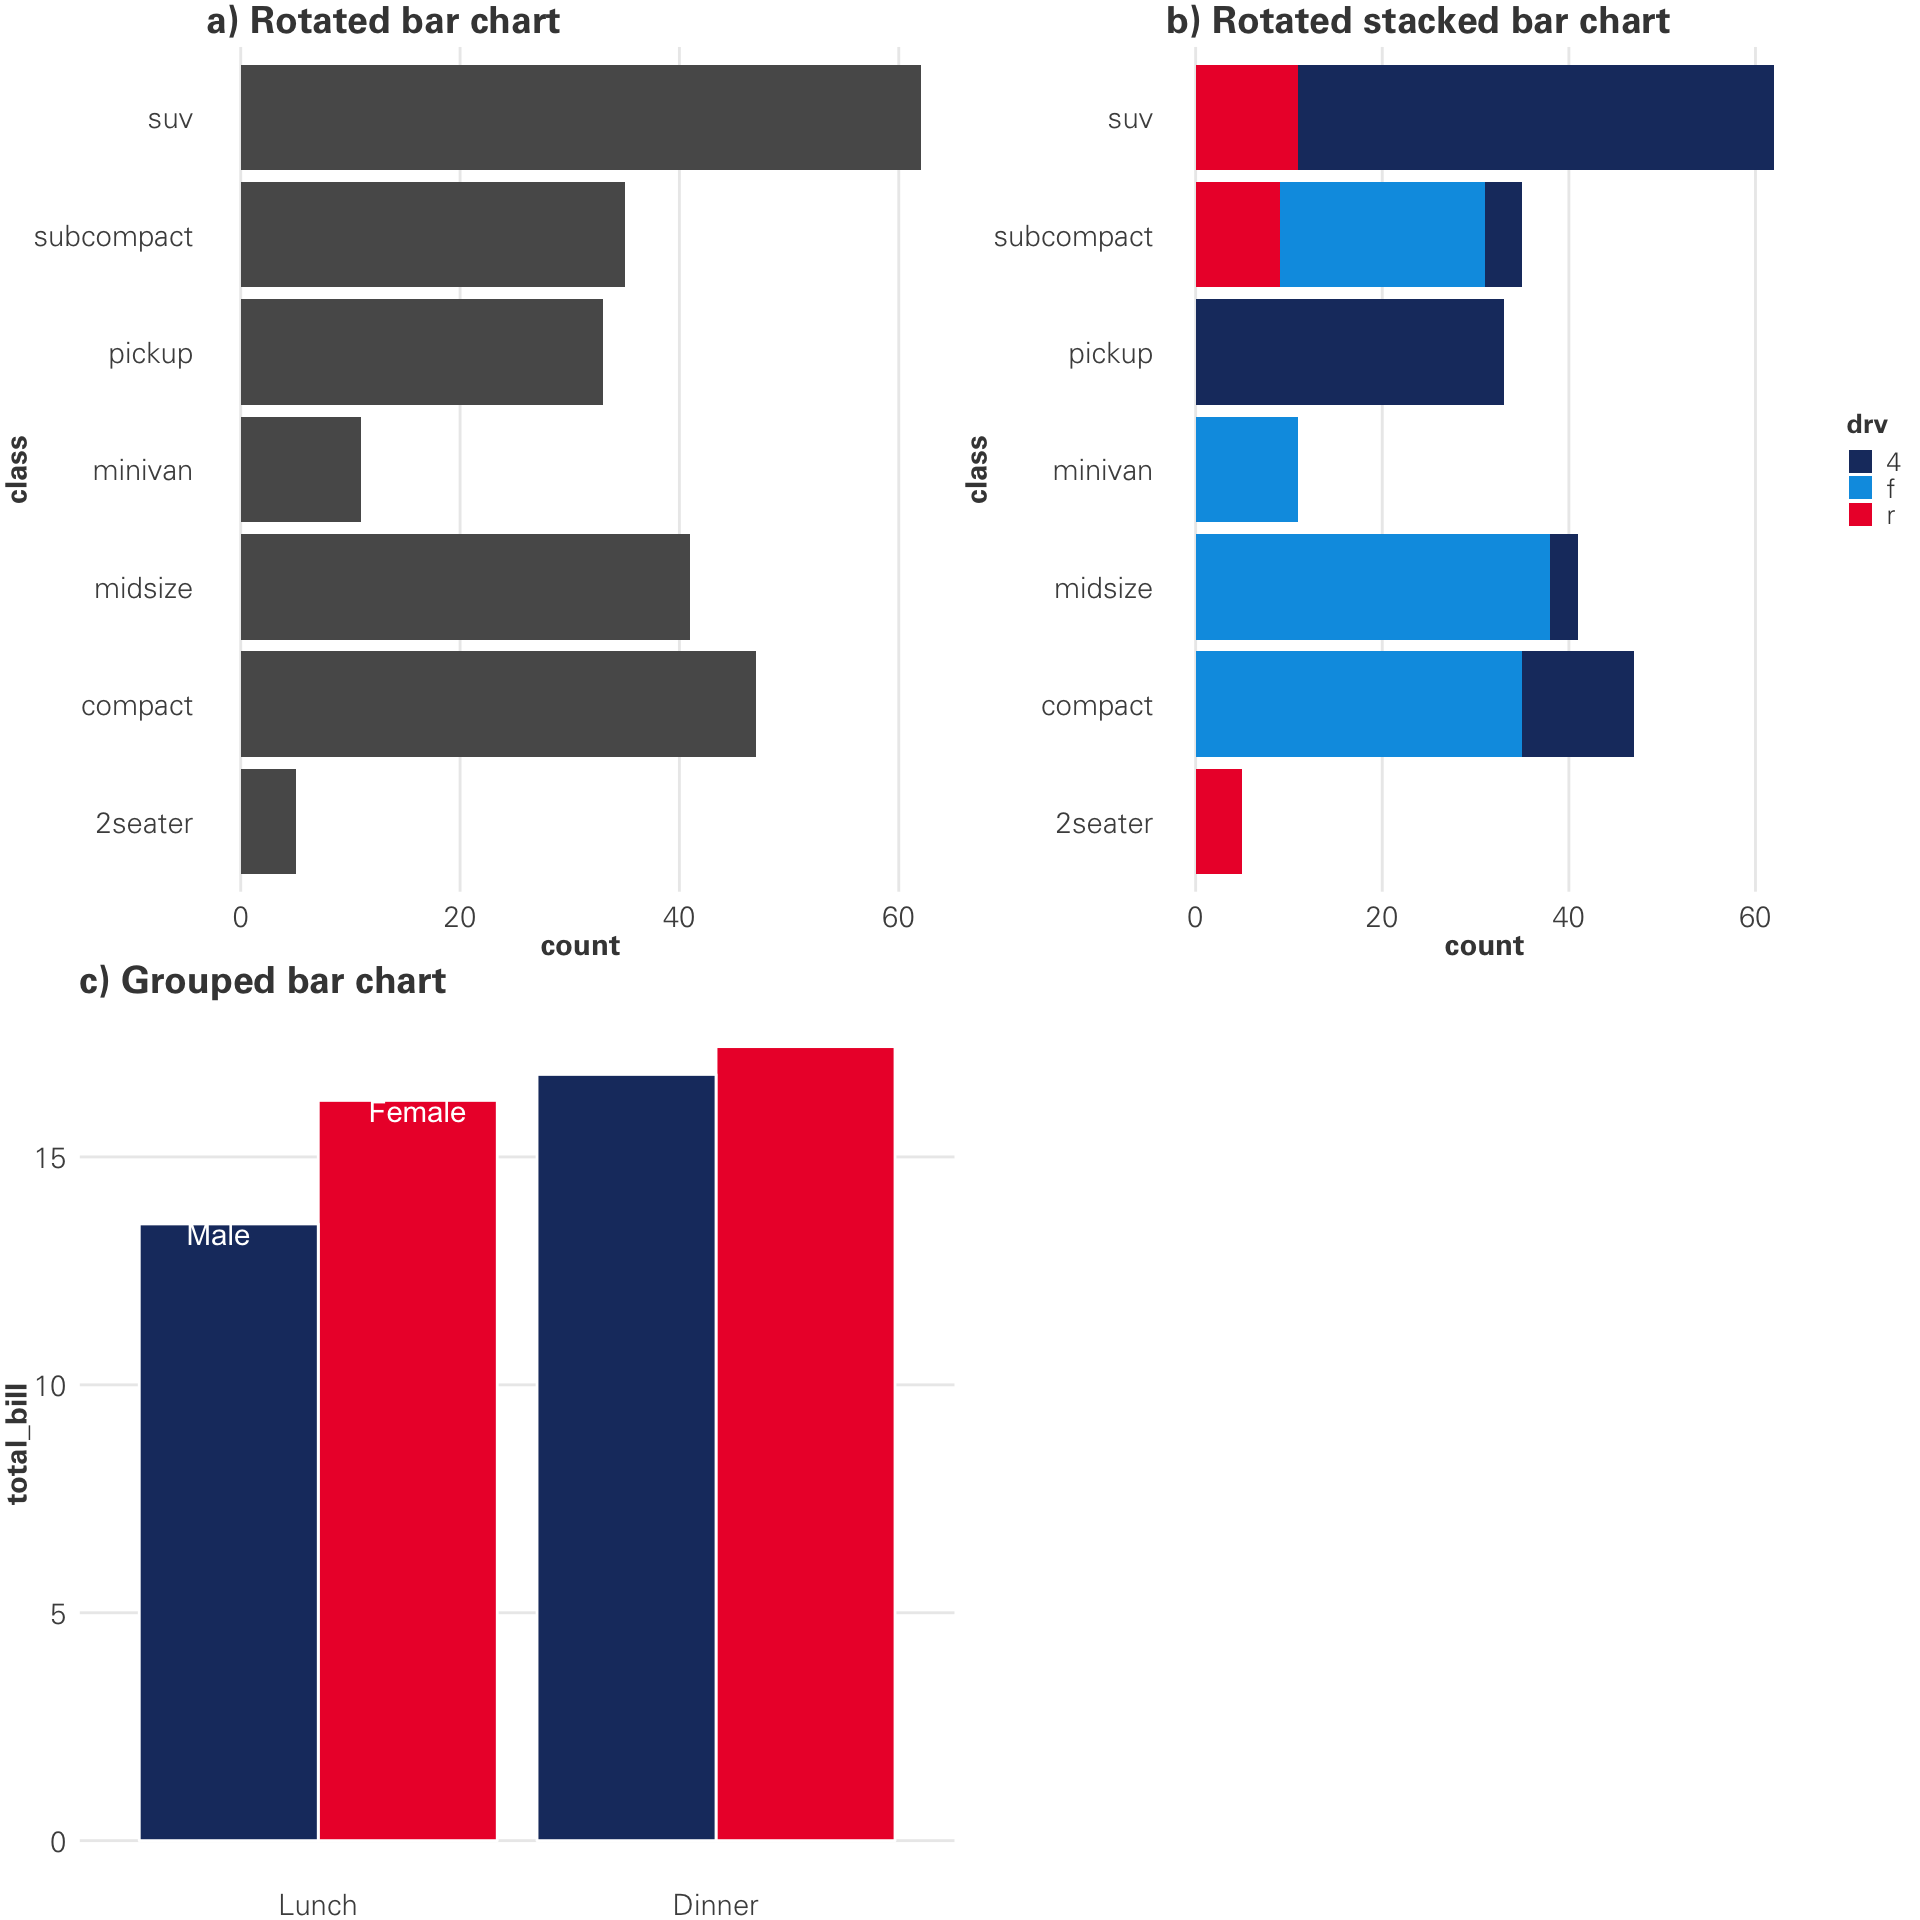 a) Rotated bar chart
suv
subcompact
pickup
minivan
midsize
compact
2seater
class
0 20 40 60
count
b) Rotated stacked bar chart
suv
subcompact
pickup
minivan
midsize
compact
2seater
class
0 20 40 60
count
drv
4
f
r
c) Grouped bar chart
Female
Male
15
10
5
0
total_bill
Lunch Dinner